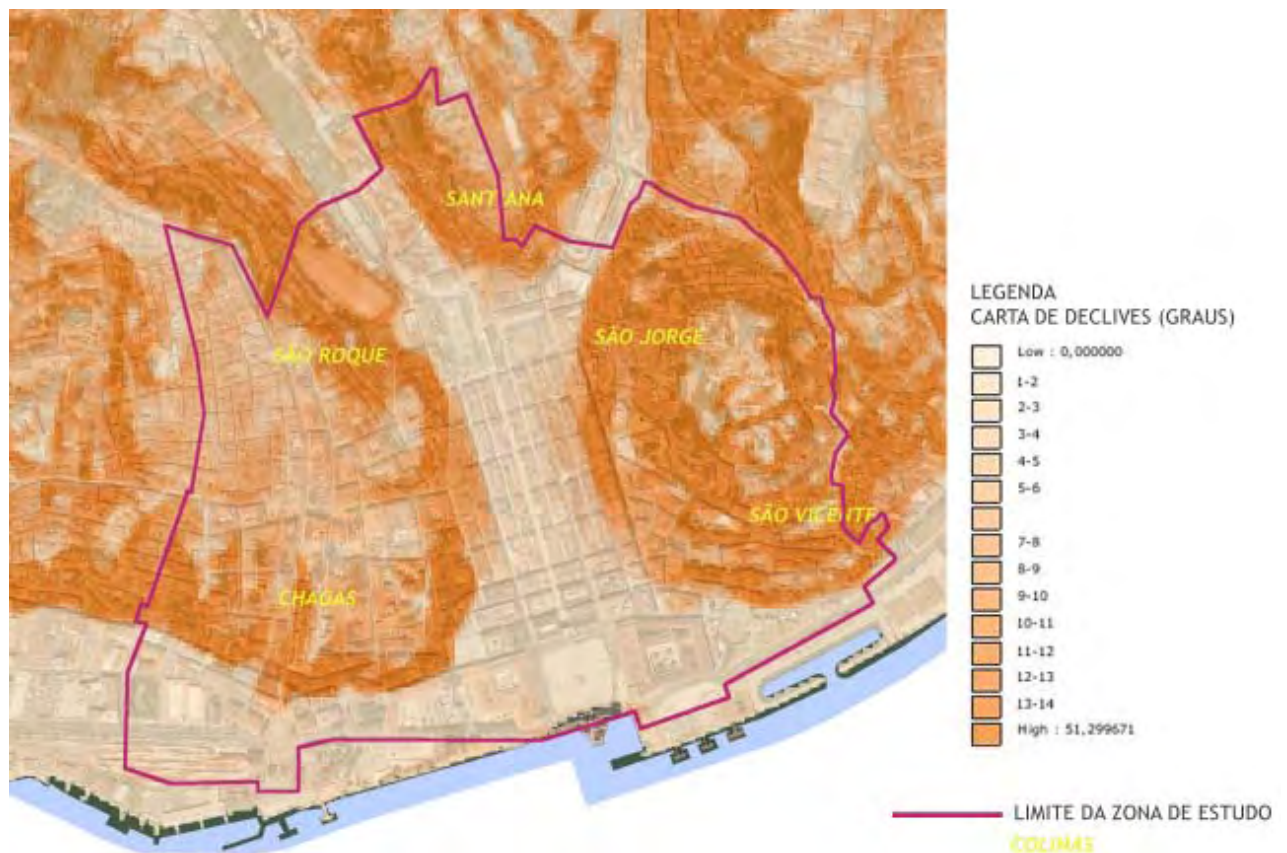 SANT'ANA
SÃO JORGE
SÃO ROQUE
SÃO VICENTE
CHAGAS
LEGENDA
CARTA DE DECLIVES (GRAUS)
Low : 0,000000
1-2
2-3
3-4
4-5
5-6
7-8
8-9
9-10
10-11
11-12
12-13
13-14
High : 51,299671
LIMITE DA ZONA DE ESTUDO
COLINAS